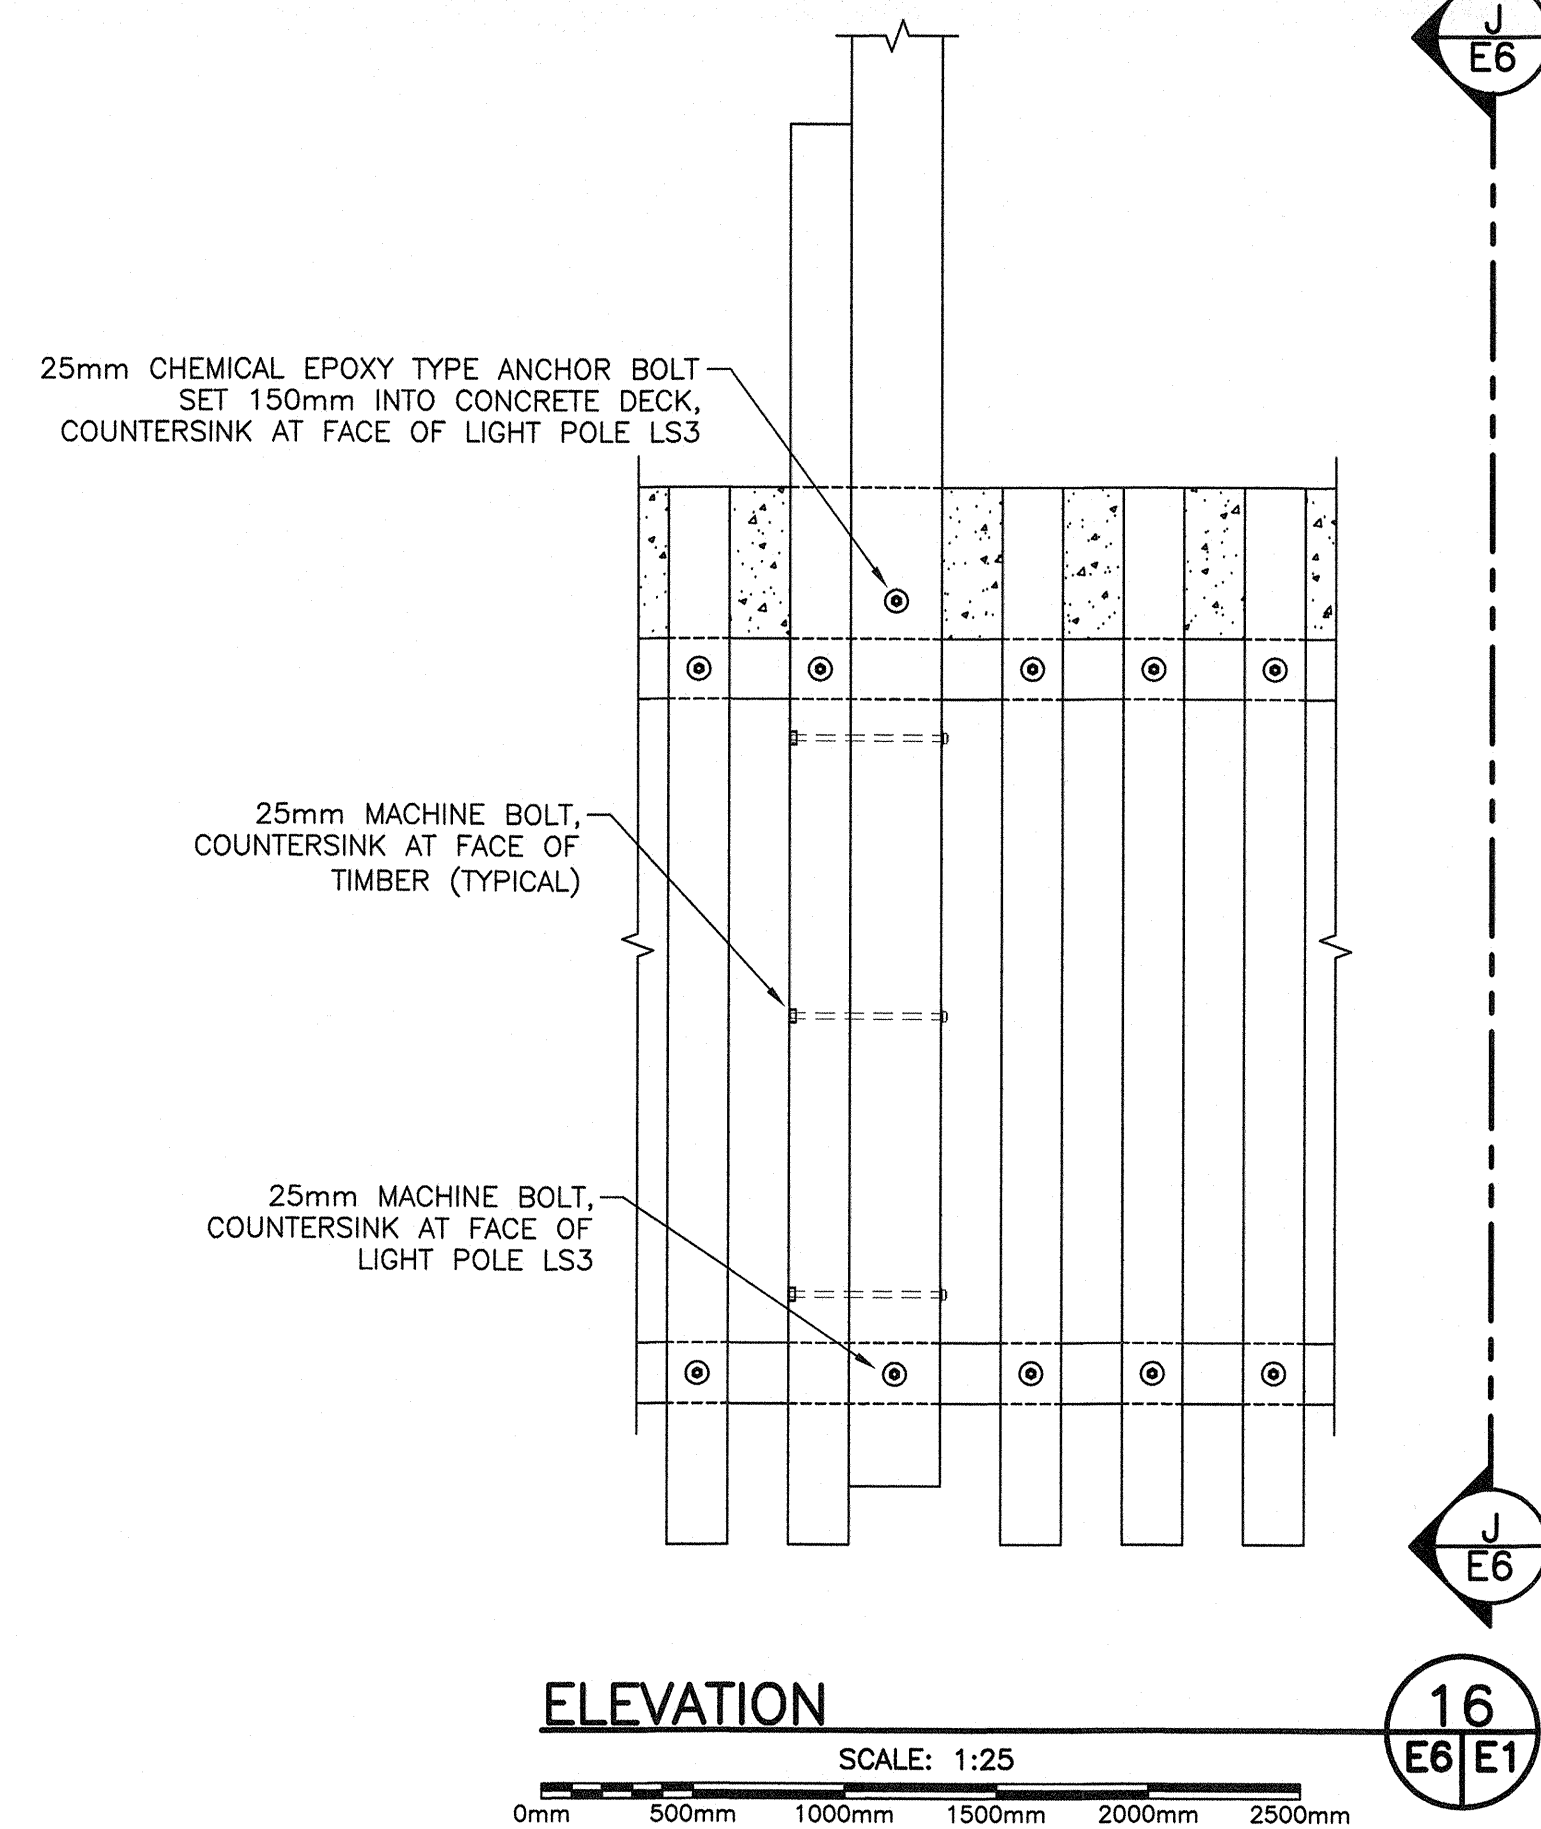 J
E6
25mm CHEMICAL EPOXY TYPE ANCHOR BOLT
SET 150mm INTO CONCRETE DECK,
COUNTERSINK AT FACE OF LIGHT POLE LS3
25mm MACHINE BOLT,
COUNTERSINK AT FACE OF
TIMBER (TYPICAL)
25mm MACHINE BOLT,
COUNTERSINK AT FACE OF
LIGHT POLE LS3
J
E6
ELEVATION
16
E6 E1
SCALE: 1:25
0mm 500mm 1000mm 1500mm 2000mm 2500mm